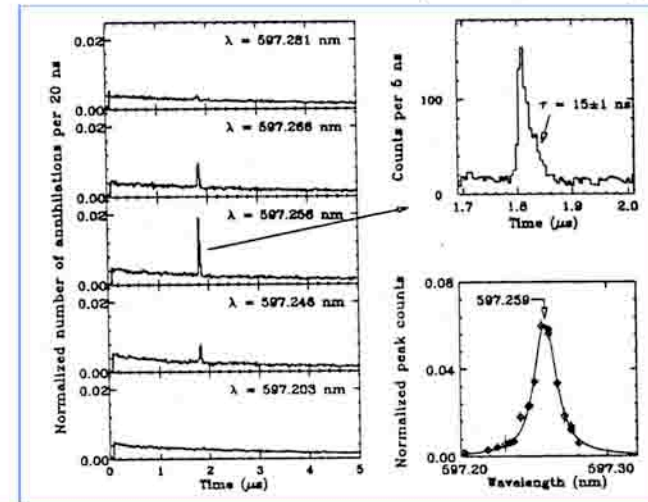 Normalized number of annihilations per 20 ns
0.02
λ = 597.281 nm
0.00
0.02
λ = 597.266 nm
0.00
0.02
λ = 597.256 nm
0.00
0.02
λ = 597.246 nm
0.00
0.02
λ = 597.203 nm
0.00
0 1 2 3 4 5
Time (μs)
Counts per 5 ns
100
0
τ = 15±1 ns
1.7 1.8 1.9 2.0
Time (μs)
Normalized peak counts
0.08
0.04
0.00
597.259
597.20 597.30
Wavelength (nm)